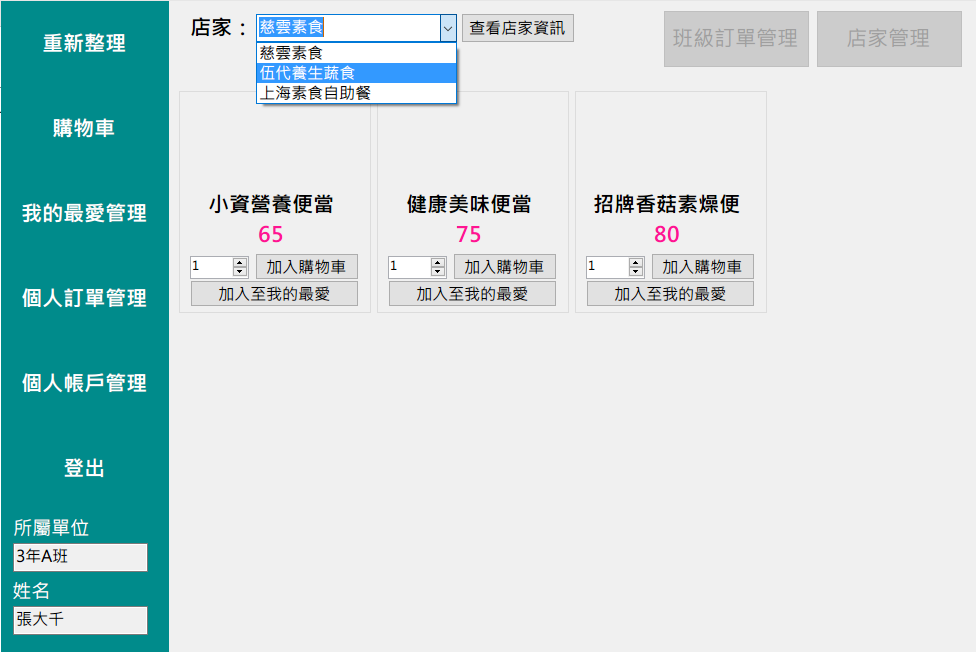 重新整理
購物車
我的最愛管理
個人訂單管理
個人帳戶管理
登出
所屬單位
3年A班
姓名
張大千
店家：
慈雲素食
查看店家資訊
班級訂單管理
店家管理
慈雲素食
伍代養生蔬食
上海素食自助餐
小資營養便當
65
1
加入購物車
加入至我的最愛
健康美味便當
75
1
加入購物車
加入至我的最愛
招牌香菇素燥便
80
1
加入購物車
加入至我的最愛